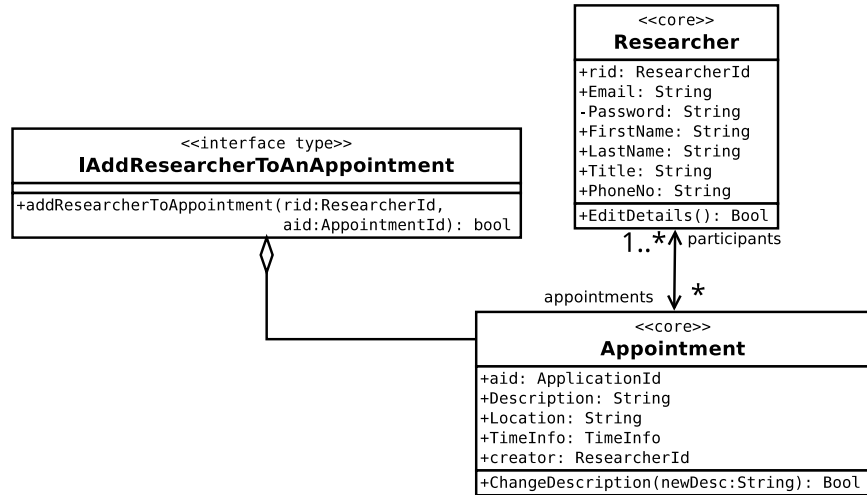 <<core>>
Researcher
+rid: ResearcherId
+Email: String
-Password: String
+FirstName: String
+LastName: String
+Title: String
+PhoneNo: String
+EditDetails(): Bool
<<interface type>>
IAddResearcherToAnAppointment
+addResearcherToAppointment(rid:ResearcherId,
aid:AppointmentId): bool
1..* participants
appointments *
<<core>>
Appointment
+aid: ApplicationId
+Description: String
+Location: String
+TimeInfo: TimeInfo
+creator: ResearcherId
+ChangeDescription(newDesc:String): Bool